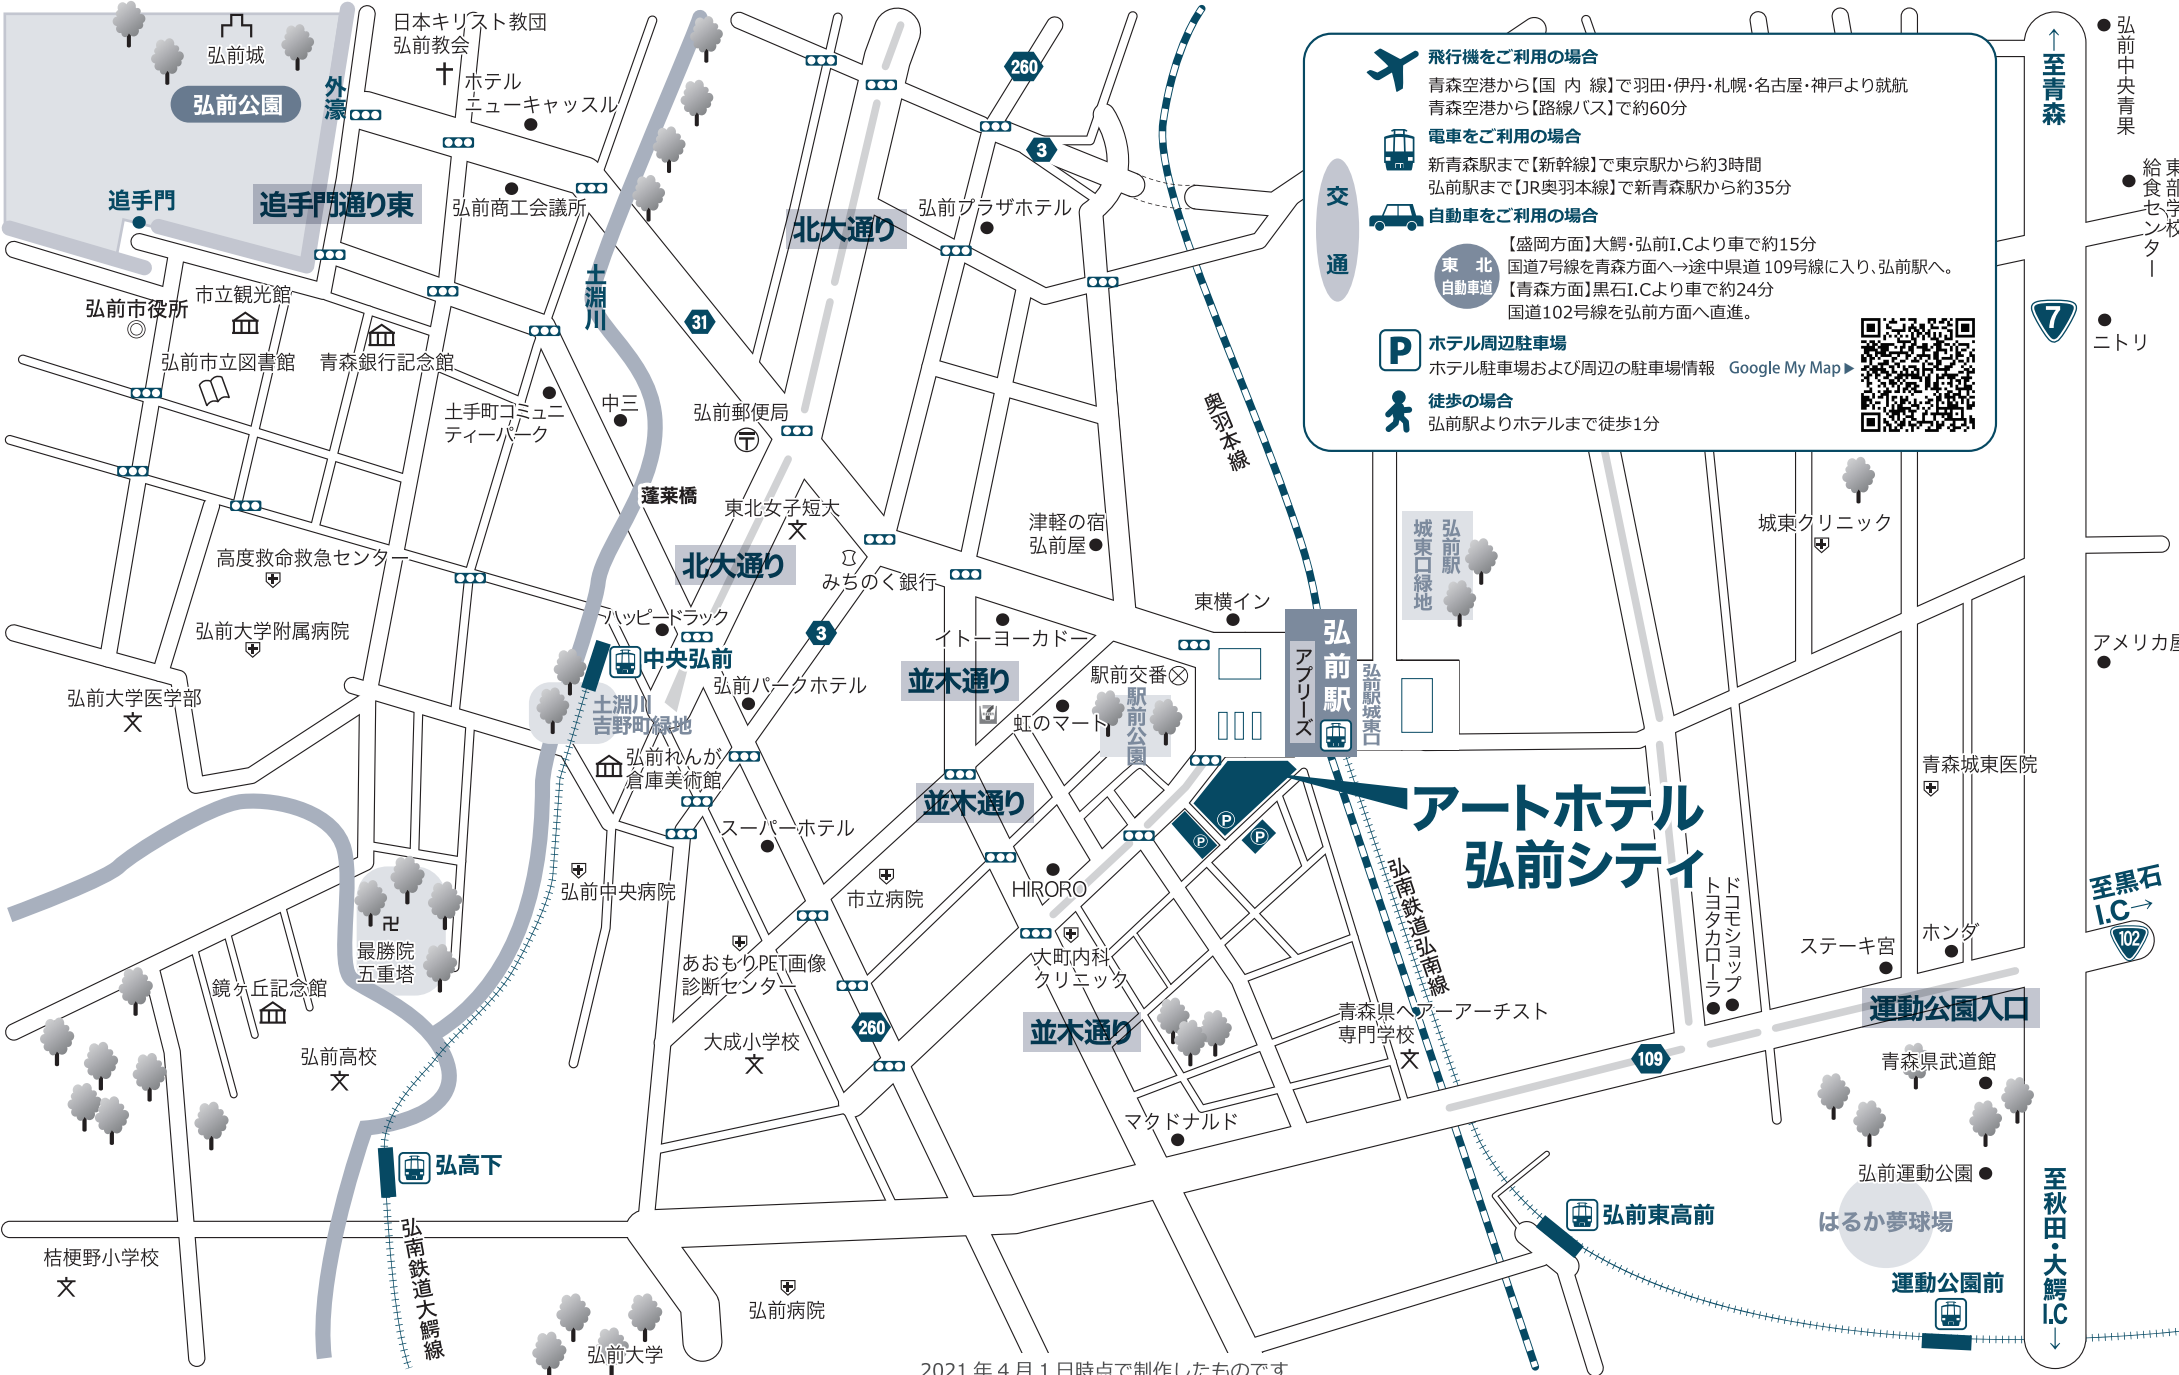 日本キリスト教団
弘前教会
弘前城
弘前公園
外濠
ホテル
ニューキャッスル
追手門
追手門通り東
弘前商工会議所
土淵川
北大通り
260
3
弘前プラザホテル
31
弘前市役所
市立観光館
弘前市立図書館
青森銀行記念館
土手町コミュニ
ティーパーク
中三
弘前郵便局
蓬莱橋
東北女子短大
北大通り
みちのく銀行
津軽の宿
弘前屋
奥羽本線
高度救命救急センター
弘前大学附属病院
弘前大学医学部
ハッピードラック
中央弘前
弘前パークホテル
3
土淵川
吉野町緑地
弘前れんが
倉庫美術館
スーパーホテル
イトーヨーカドー
東横イン
並木通り
駅前交番
虹のマート
駅前公園
並木通り
弘前駅
アプリーズ
弘前駅城東口
弘前駅
城東口緑地
城東クリニック
アートホテル
弘前シティ
P
P
P
HIRORO
市立病院
弘前中央病院
あおもりPET画像
診断センター
大町内科
クリニック
最勝院
五重塔
鏡ヶ丘記念館
弘前高校
大成小学校
260
並木通り
弘南鉄道弘南線
青森県ヘアーアーチスト
専門学校
マクドナルド
109
弘高下
弘南鉄道大鰐線
桔梗野小学校
弘前病院
弘前大学
弘前東高前
運動公園前
はるか夢球場
弘前運動公園
青森県武道館
運動公園入口
ステーキ宮
ホンダ
ドコモショップ
トヨタカローラ
青森城東医院
至黒石
I.C→
102
アメリカ屋
ニトリ
7
東部学校
給食センター
弘前中央青果
↑至青森
至秋田・大鰐I.C↓
交通
飛行機をご利用の場合
青森空港から【国 内 線】で羽田・伊丹・札幌・名古屋・神戸より就航
青森空港から【路線バス】で約60分
電車をご利用の場合
新青森駅まで【新幹線】で東京駅から約3時間
弘前駅まで【JR奥羽本線】で新青森駅から約35分
自動車をご利用の場合
東 北
自動車道
【盛岡方面】大鰐・弘前I.Cより車で約15分
国道7号線を青森方面へ→途中県道109号線に入り、弘前駅へ。
【青森方面】黒石I.Cより車で約24分
国道102号線を弘前方面へ直進。
P
ホテル周辺駐車場
ホテル駐車場および周辺の駐車場情報 Google My Map▶
徒歩の場合
弘前駅よりホテルまで徒歩1分
2021年4月1日時点で制作したものです